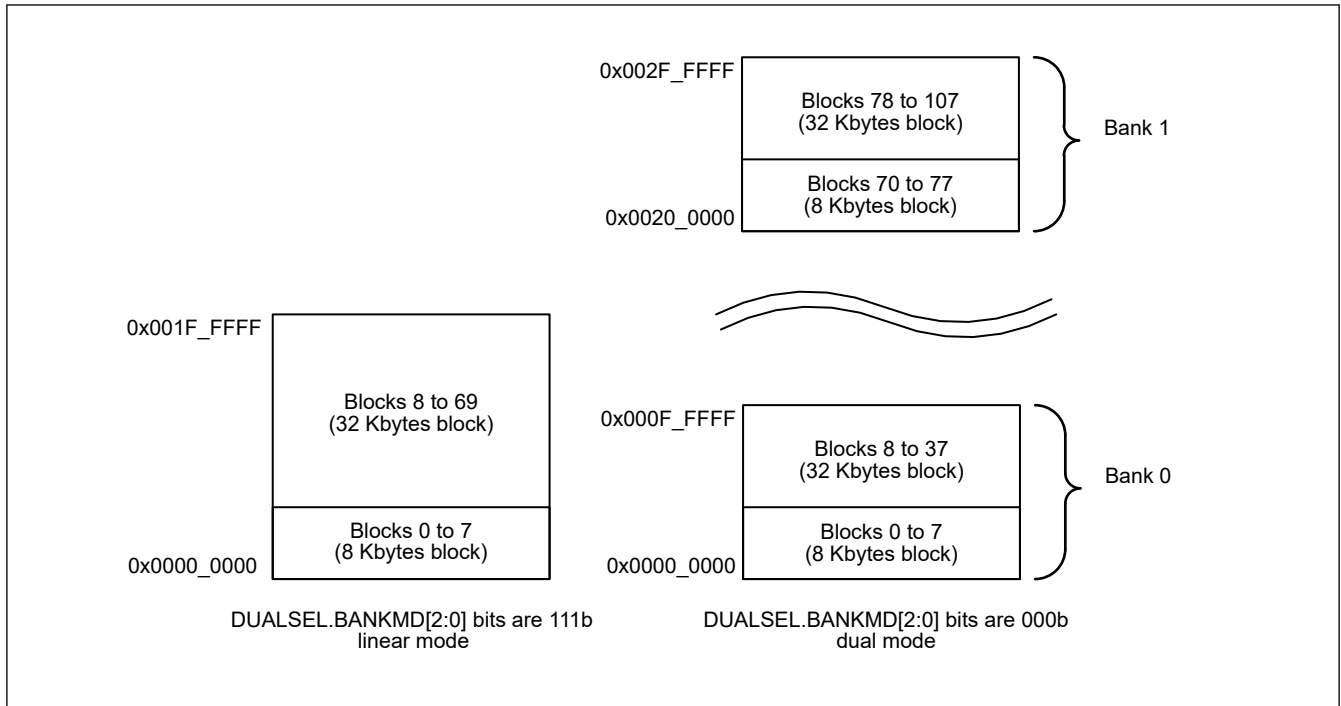 0x002F_FFFF
Blocks 78 to 107
(32 Kbytes block)
Bank 1
Blocks 70 to 77
(8 Kbytes block)
0x0020_0000
0x001F_FFFF
Blocks 8 to 69
(32 Kbytes block)
0x000F_FFFF
Blocks 8 to 37
(32 Kbytes block)
Bank 0
Blocks 0 to 7
(8 Kbytes block)
0x0000_0000
Blocks 0 to 7
(8 Kbytes block)
0x0000_0000
DUALSEL.BANKMD[2:0] bits are 111b
linear mode
DUALSEL.BANKMD[2:0] bits are 000b
dual mode